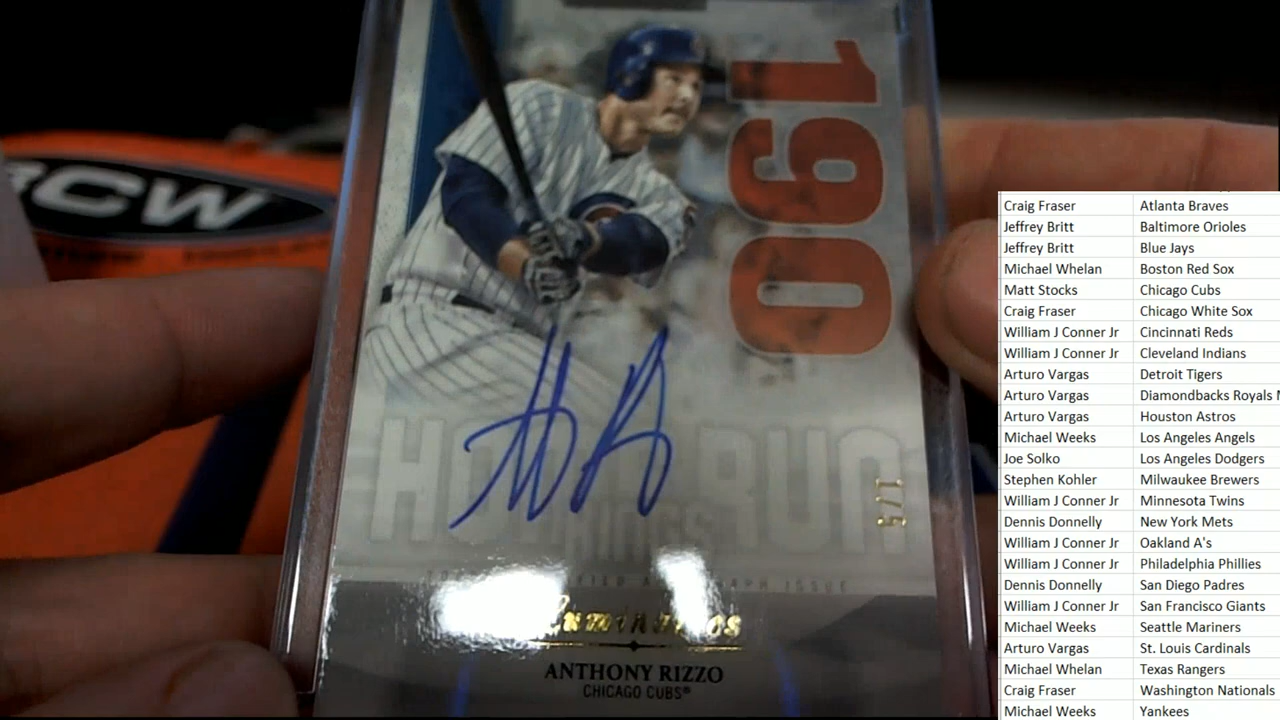 BCW
190
HOME RUN
KINGS
1/5
CERTIFIED AUTOGRAPH ISSUE
Luminaries
ANTHONY RIZZO
CHICAGO CUBS®
Craig Fraser Atlanta Braves
Jeffrey Britt Baltimore Orioles
Jeffrey Britt Blue Jays
Michael Whelan Boston Red Sox
Matt Stocks Chicago Cubs
Craig Fraser Chicago White Sox
William J Conner Jr Cincinnati Reds
William J Conner Jr Cleveland Indians
Arturo Vargas Detroit Tigers
Arturo Vargas Diamondbacks Royals
Arturo Vargas Houston Astros
Michael Weeks Los Angeles Angels
Joe Solko Los Angeles Dodgers
Stephen Kohler Milwaukee Brewers
William J Conner Jr Minnesota Twins
Dennis Donnelly New York Mets
William J Conner Jr Oakland A's
William J Conner Jr Philadelphia Phillies
Dennis Donnelly San Diego Padres
William J Conner Jr San Francisco Giants
Michael Weeks Seattle Mariners
Arturo Vargas St. Louis Cardinals
Michael Whelan Texas Rangers
Craig Fraser Washington Nationals
Michael Weeks Yankees